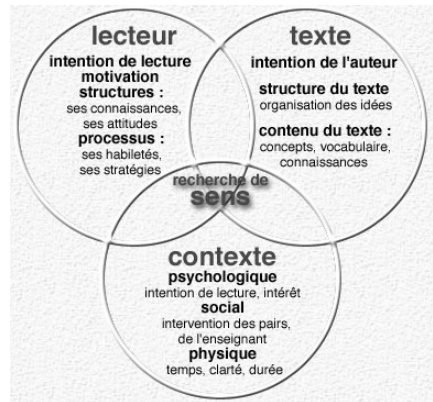 lecteur
intention de lecture
motivation
structures :
ses connaissances,
ses attitudes
processus :
ses habiletés,
ses stratégies
texte
intention de l'auteur
structure du texte
organisation des idées
contenu du texte :
concepts, vocabulaire,
connaissances
recherche de
sens
contexte
psychologique
intention de lecture, intérêt
social
intervention des pairs,
de l'enseignant
physique
temps, clarté, durée